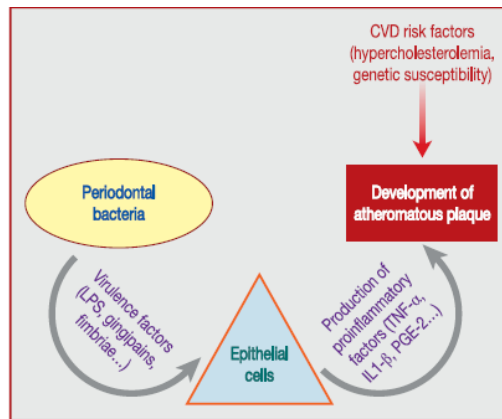 CVD risk factors
(hypercholesterolemia,
genetic susceptibility)
Periodontal
bacteria
Development of
atheromatous plaque
Virulence factors
(LPS, gingipains,
fimbriae...)
Epithelial
cells
Production of
proinflammatory
factors (TNF-α,
IL1-β, PGE-2...)